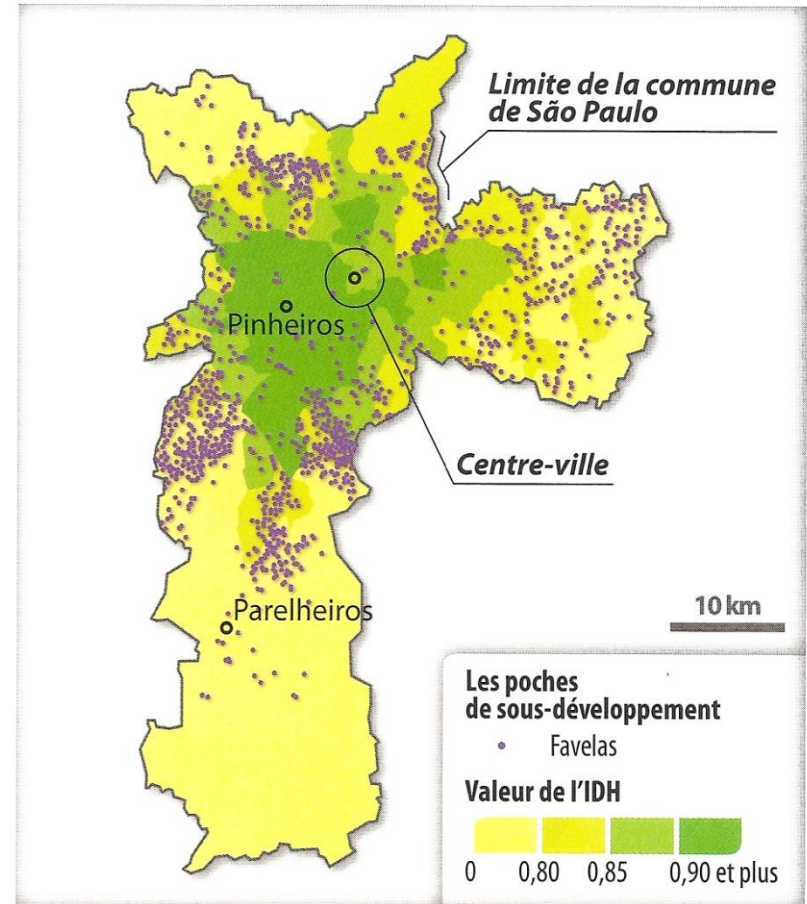 Limite de la commune
de São Paulo
Pinheiros
Centre-ville
Parelheiros
10 km
Les poches
de sous-développement
Favelas
Valeur de l'IDH
0 0,80 0,85 0,90 et plus